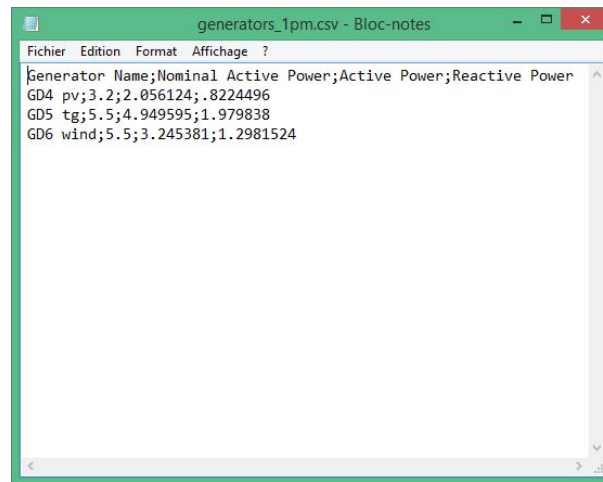 generators_1pm.csv - Bloc-notes
Fichier Edition Format Affichage ?
Generator Name;Nominal Active Power;Active Power;Reactive Power
GD4 pv;3.2;2.056124;.8224496
GD5 tg;5.5;4.949595;1.979838
GD6 wind;5.5;3.245381;1.2981524